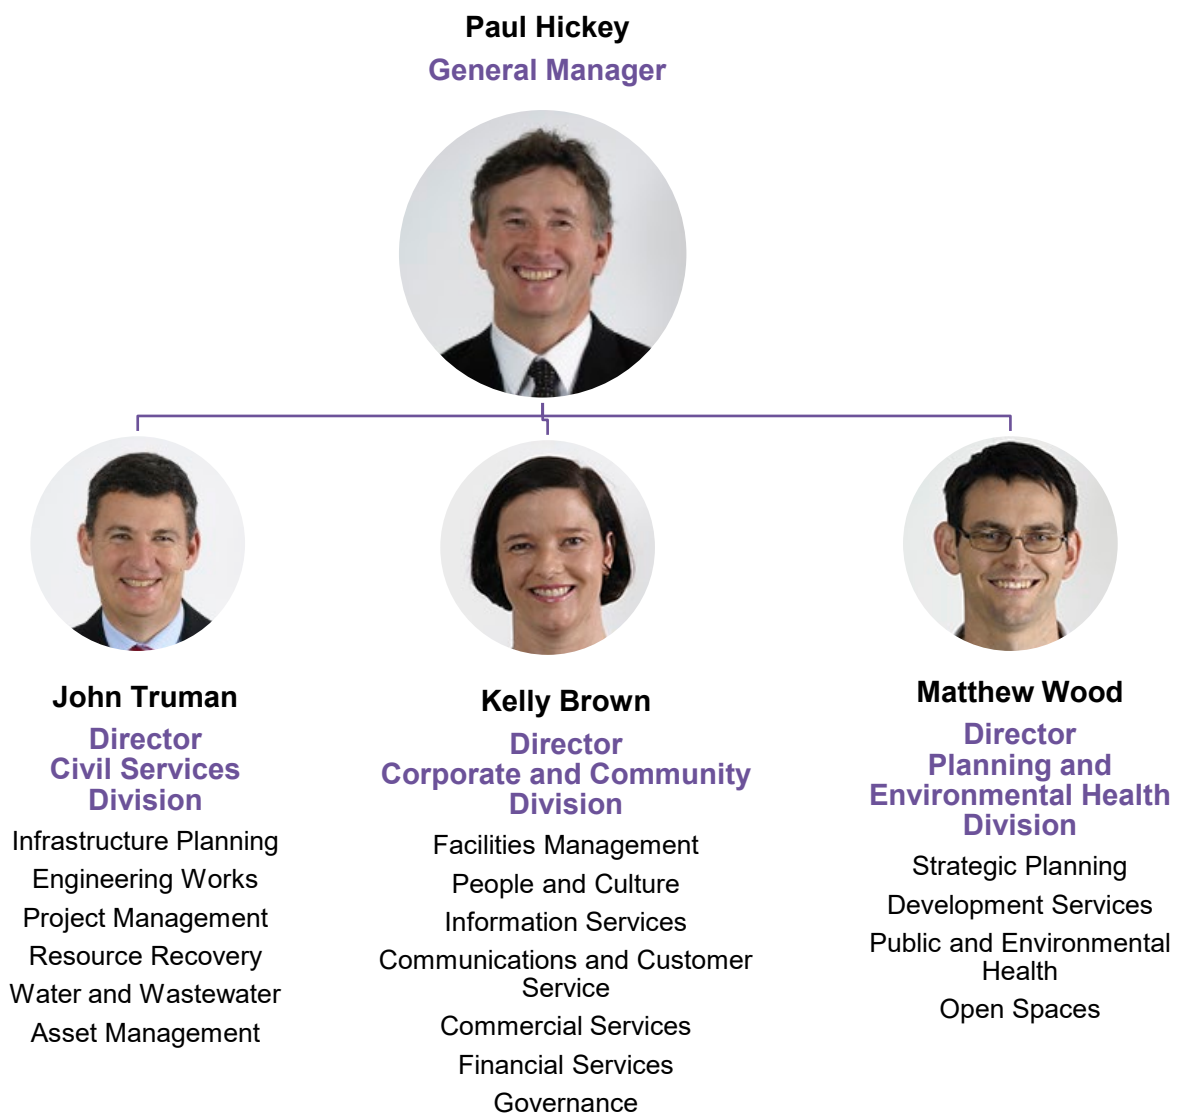 Paul Hickey
General Manager
John Truman
Director
Civil Services
Division
Infrastructure Planning
Engineering Works
Project Management
Resource Recovery
Water and Wastewater
Asset Management
Kelly Brown
Director
Corporate and Community
Division
Facilities Management
People and Culture
Information Services
Communications and Customer
Service
Commercial Services
Financial Services
Governance
Matthew Wood
Director
Planning and
Environmental Health
Division
Strategic Planning
Development Services
Public and Environmental
Health
Open Spaces